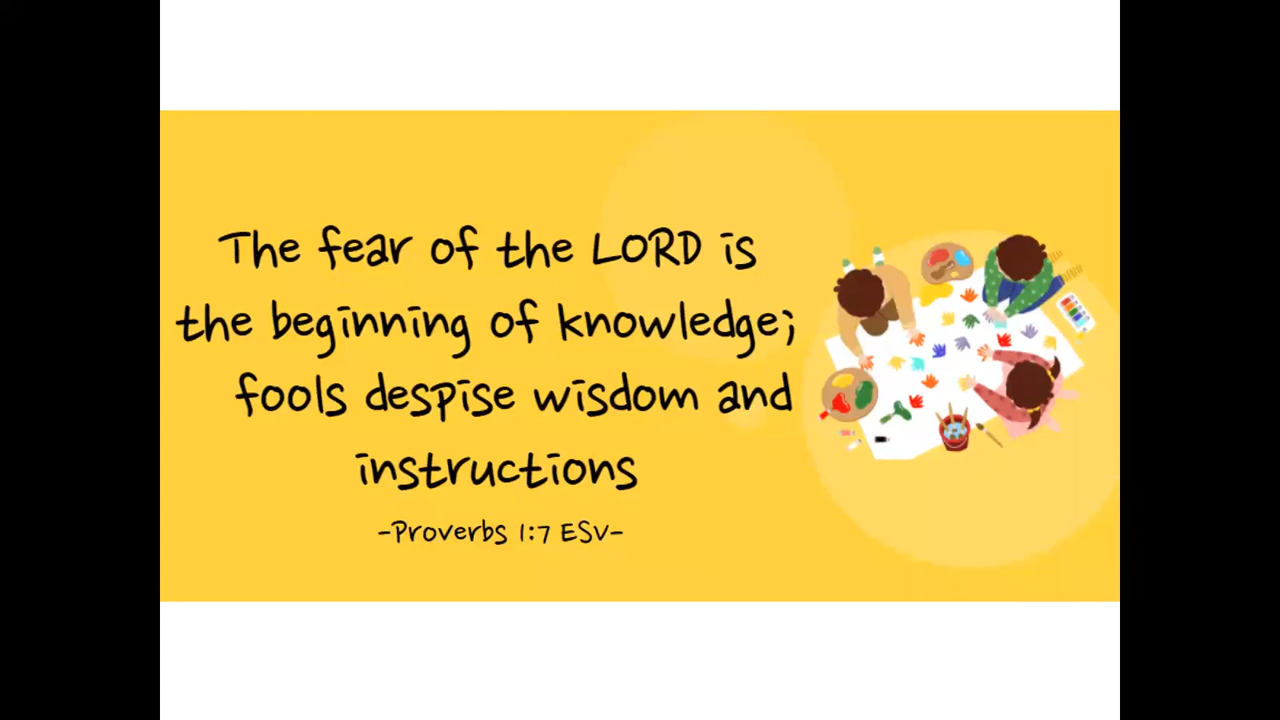 The fear of the LORD is
the beginning of knowledge;
fools despise wisdom and
instructions
-Proverbs 1:7 ESV-